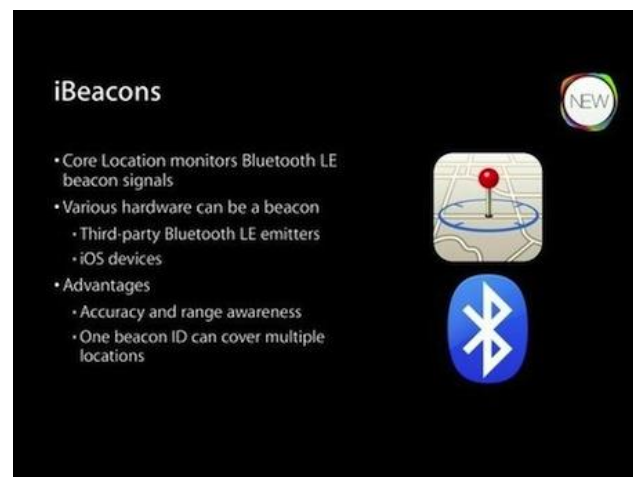 iBeacons
NEW
• Core Location monitors Bluetooth LE
beacon signals
• Various hardware can be a beacon
• Third-party Bluetooth LE emitters
• iOS devices
• Advantages
• Accuracy and range awareness
• One beacon ID can cover multiple
locations